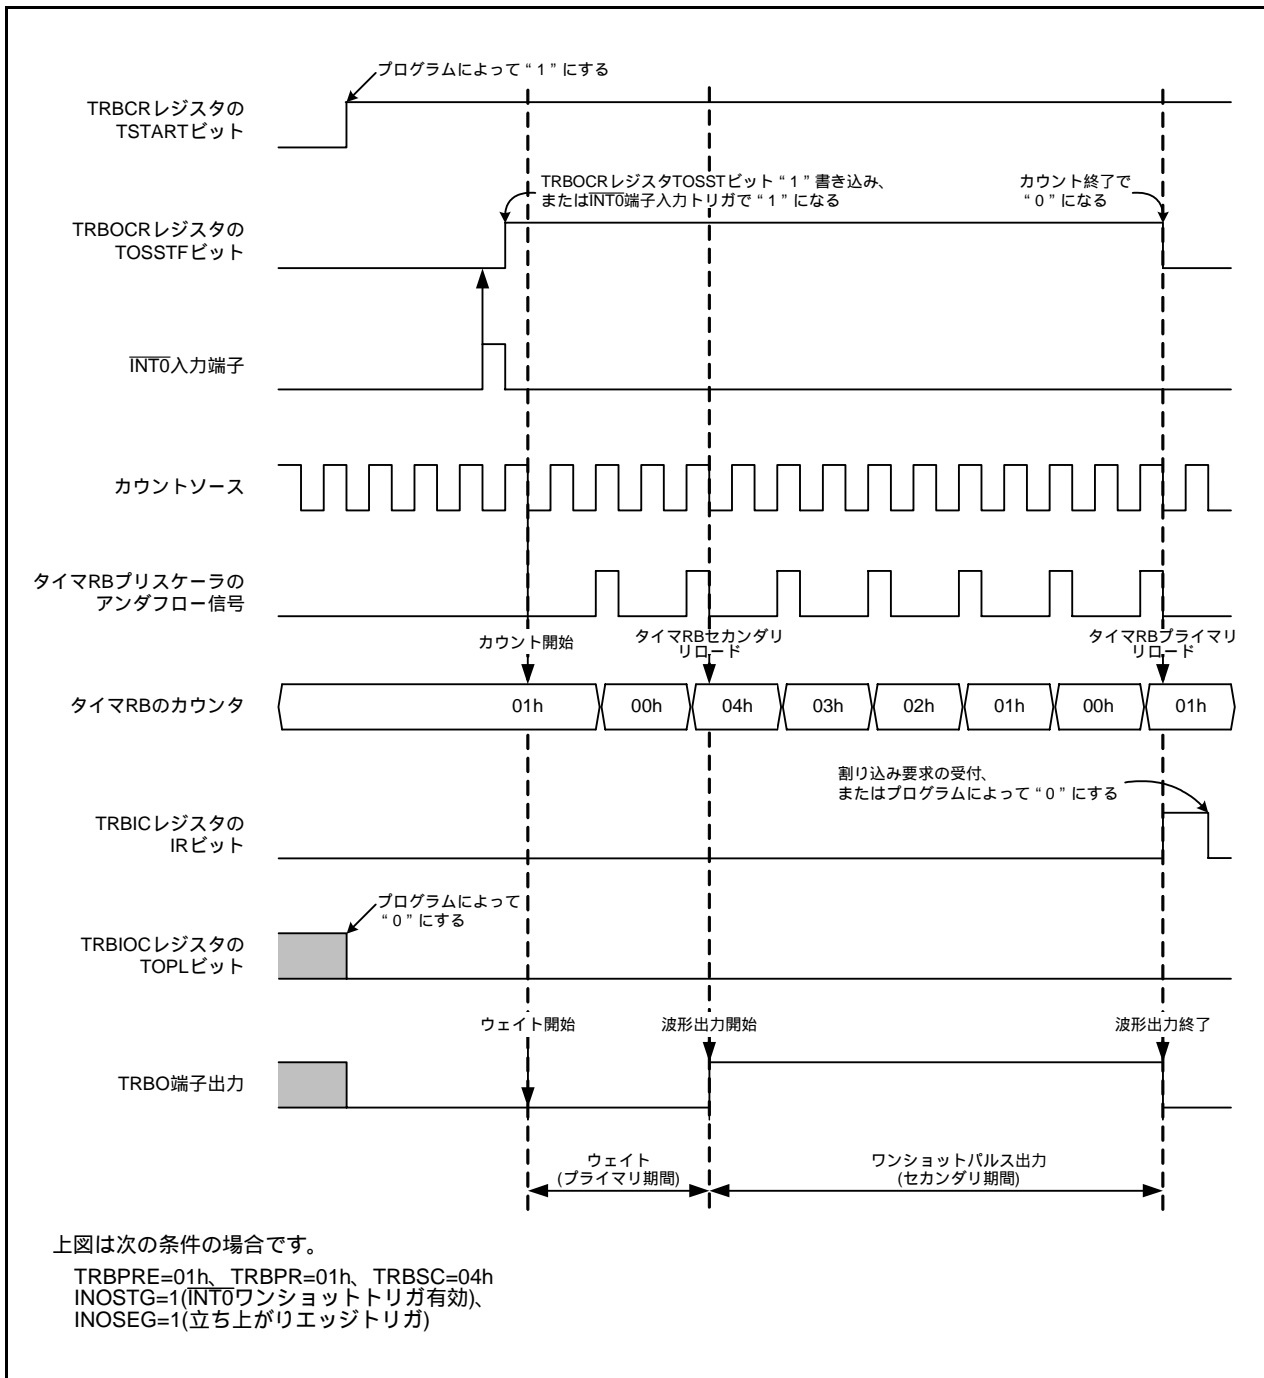 プログラムによって“1”にする
TRBCRレジスタの
TSTARTビット
TRBOCRレジスタTOSSTビット“1”書き込み、
またはINT0端子入力トリガで“1”になる
カウント終了で
“0”になる
TRBOCRレジスタの
TOSSTFビット
INT0入力端子
カウントソース
タイマRBプリスケーラの
アンダフロー信号
カウント開始
タイマRBセカンダリ
リロード
タイマRBプライマリ
リロード
タイマRBのカウンタ
01h 00h 04h 03h 02h 01h 00h 01h
割り込み要求の受付、
またはプログラムによって“0”にする
TRBICレジスタの
IRビット
プログラムによって
“0”にする
TRBIOCレジスタの
TOPLビット
ウェイト開始 波形出力開始 波形出力終了
TRBO端子出力
ウェイト
(プライマリ期間)
ワンショットパルス出力
(セカンダリ期間)
上図は次の条件の場合です。
TRBPRE=01h、TRBPR=01h、TRBSC=04h
INOSTG=1(INT0ワンショットトリガ有効)、
INOSEG=1(立ち上がりエッジトリガ)